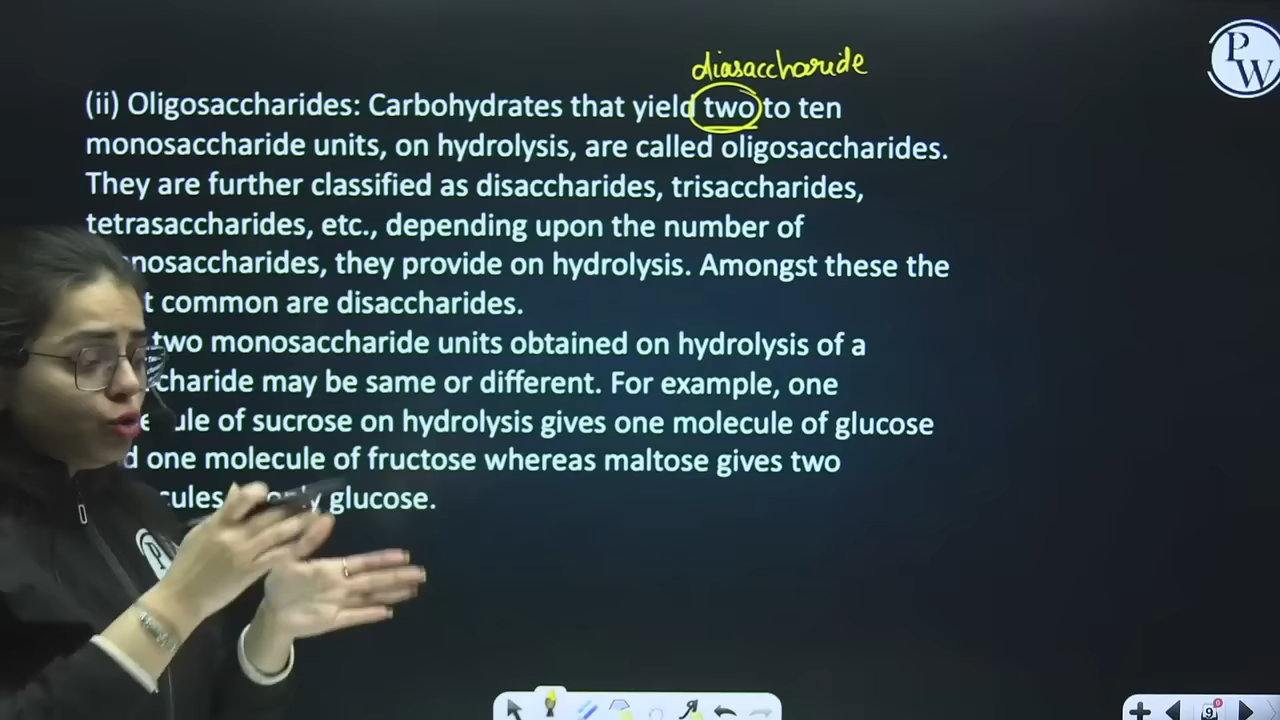 PW
diasaccharide
(ii) Oligosaccharides: Carbohydrates that yield two to ten
monosaccharide units, on hydrolysis, are called oligosaccharides.
They are further classified as disaccharides, trisaccharides,
tetrasaccharides, etc., depending upon the number of
nosaccharides, they provide on hydrolysis. Amongst these the
t common are disaccharides.
two monosaccharide units obtained on hydrolysis of a
charide may be same or different. For example, one
ule of sucrose on hydrolysis gives one molecule of glucose
d one molecule of fructose whereas maltose gives two
cules only glucose.
9